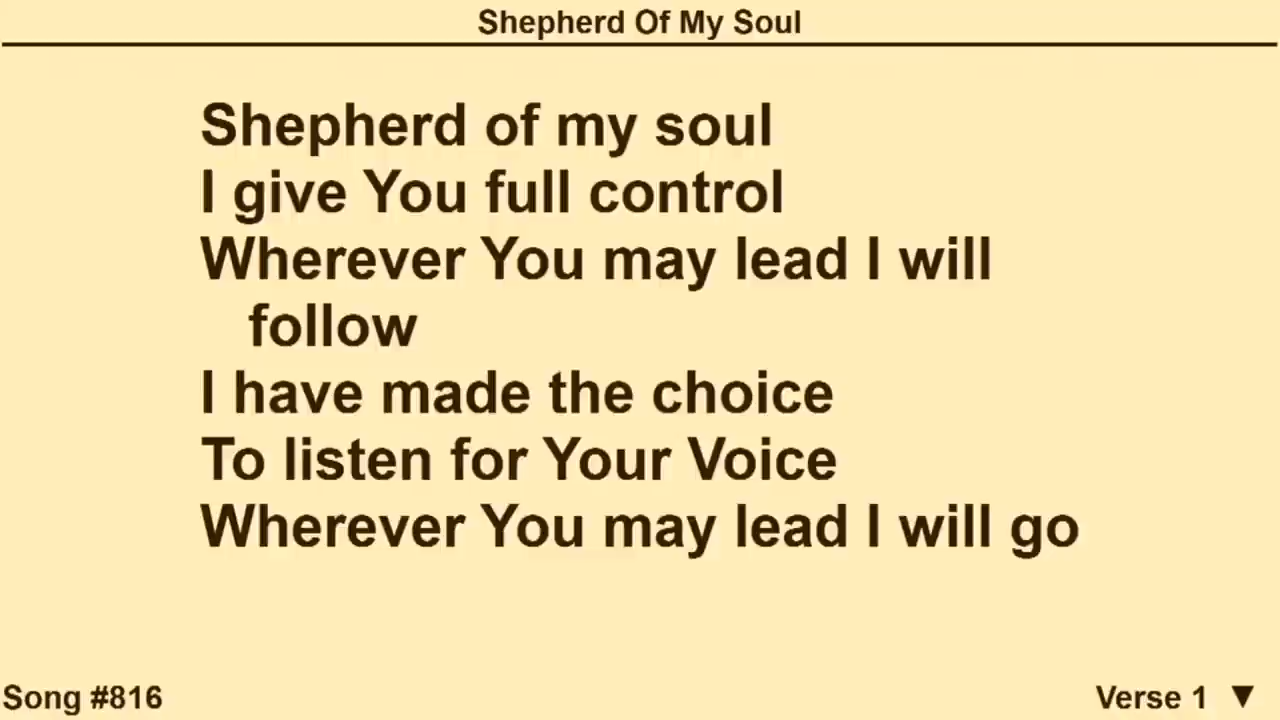 Shepherd Of My Soul
Shepherd of my soul
I give You full control
Wherever You may lead I will
follow
I have made the choice
To listen for Your Voice
Wherever You may lead I will go
Song #816
Verse 1 ▼